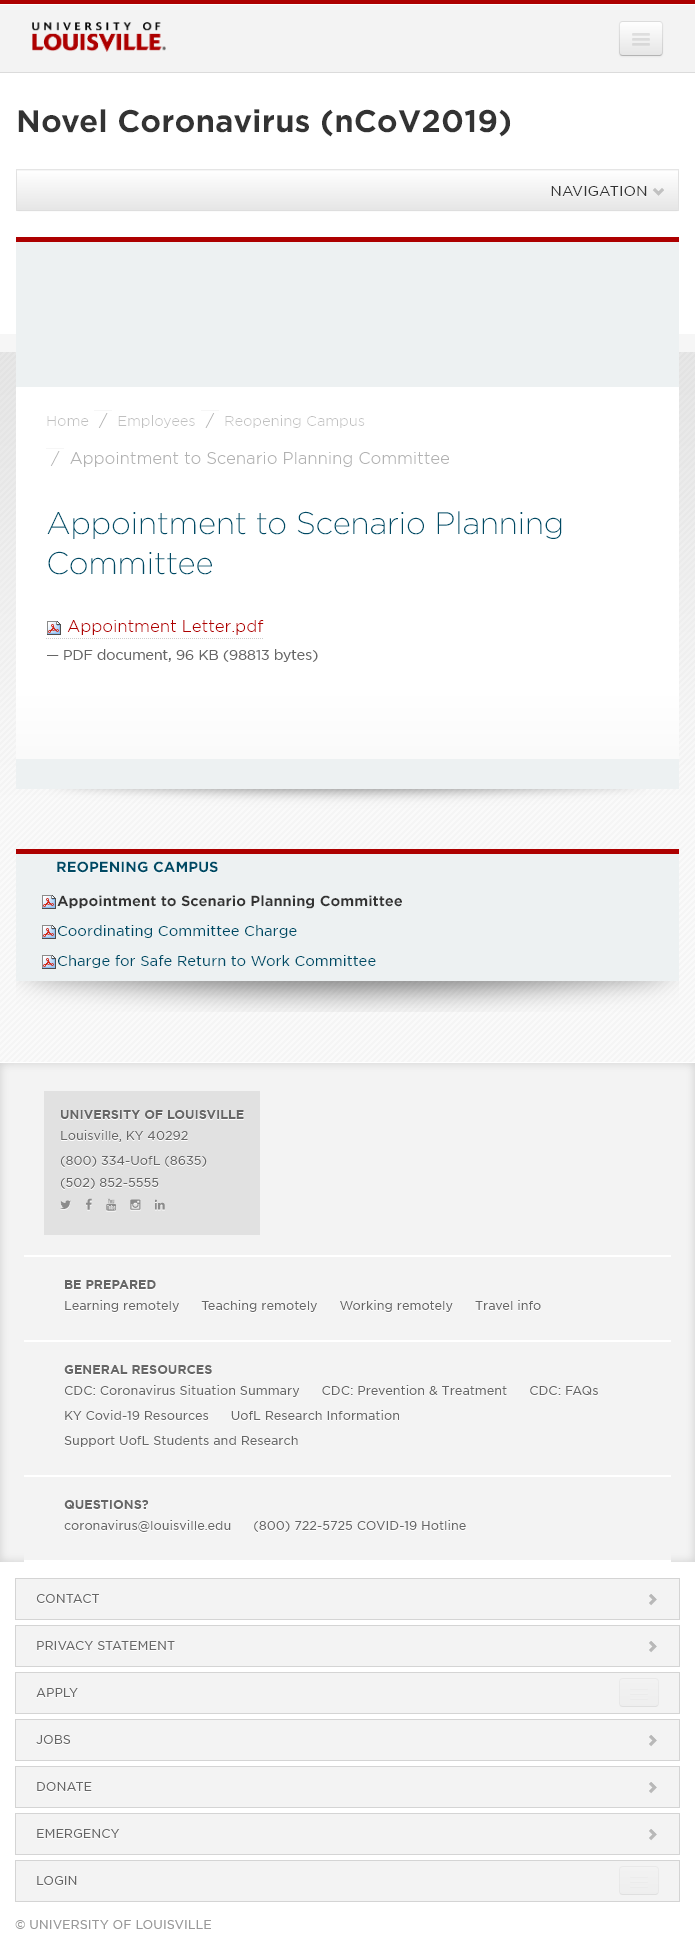 UNIVERSITY OF
LOUISVILLE.
Novel Coronavirus (nCoV2019)
NAVIGATION
Home / Employees / Reopening Campus
/ Appointment to Scenario Planning Committee
Appointment to Scenario Planning
Committee
Appointment Letter.pdf
— PDF document, 96 KB (98813 bytes)
REOPENING CAMPUS
Appointment to Scenario Planning Committee
Coordinating Committee Charge
Charge for Safe Return to Work Committee
UNIVERSITY OF LOUISVILLE
Louisville, KY 40292
(800) 334-UofL (8635)
(502) 852-5555
BE PREPARED
Learning remotely Teaching remotely Working remotely Travel info
GENERAL RESOURCES
CDC: Coronavirus Situation Summary CDC: Prevention & Treatment CDC: FAQs
KY Covid-19 Resources UofL Research Information
Support UofL Students and Research
QUESTIONS?
coronavirus@louisville.edu (800) 722-5725 COVID-19 Hotline
CONTACT
PRIVACY STATEMENT
APPLY
JOBS
DONATE
EMERGENCY
LOGIN
© UNIVERSITY OF LOUISVILLE